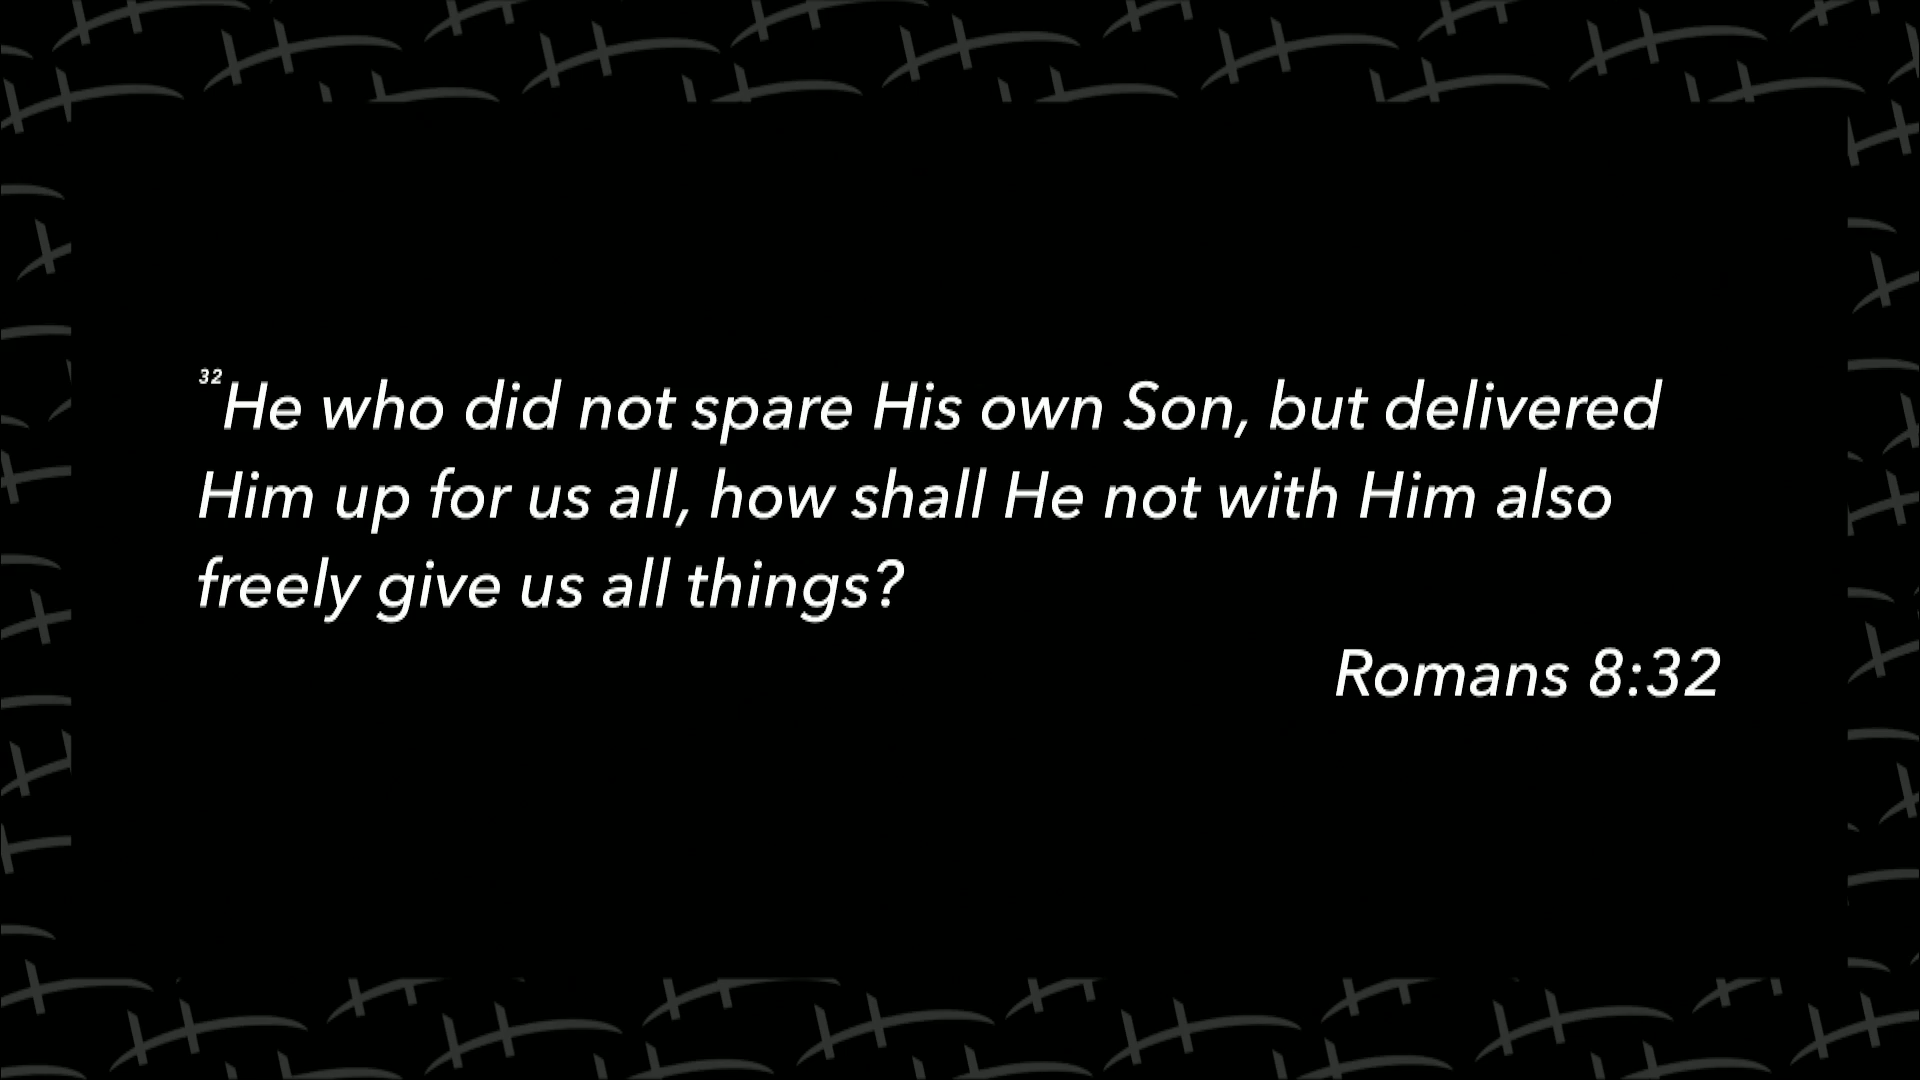 32He who did not spare His own Son, but delivered
Him up for us all, how shall He not with Him also
freely give us all things?
Romans 8:32